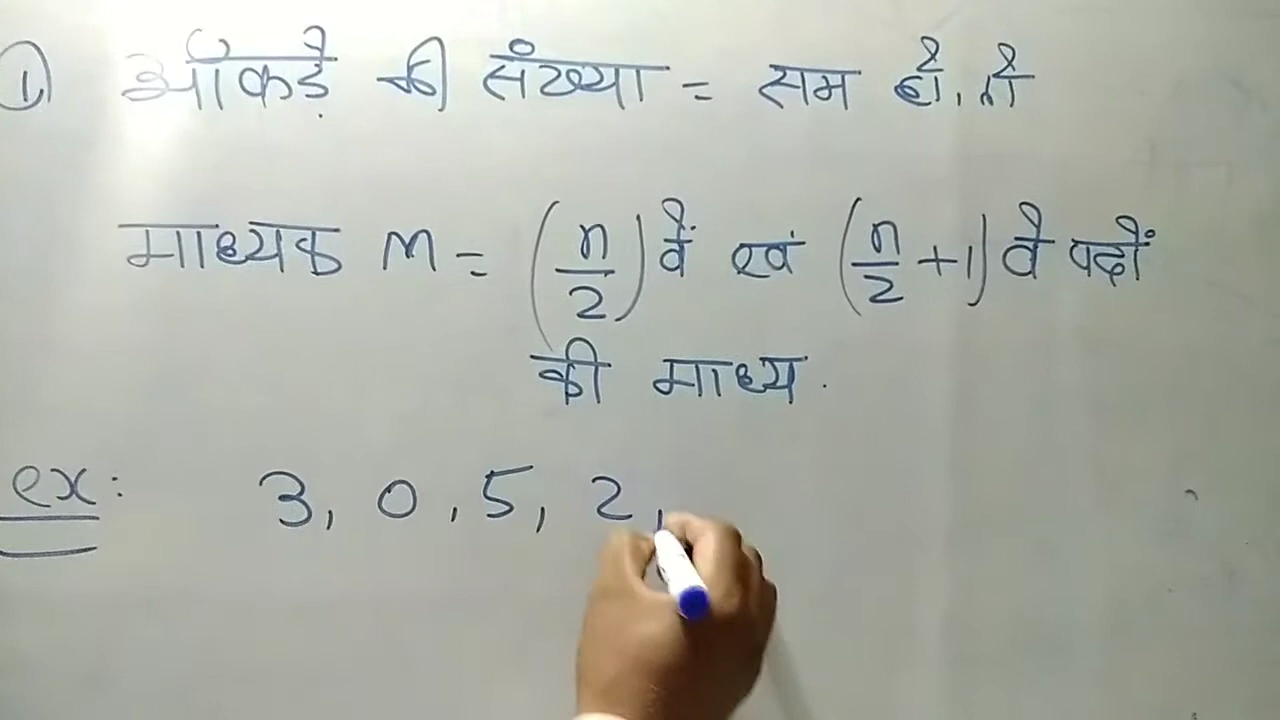 ① आँकडे़ की संख्या = सम हो, तो
माध्यक M = (n/2) वें एवं (n/2 + 1) वे पदों
की माध्य.
ex: 3, 0, 5, 2,